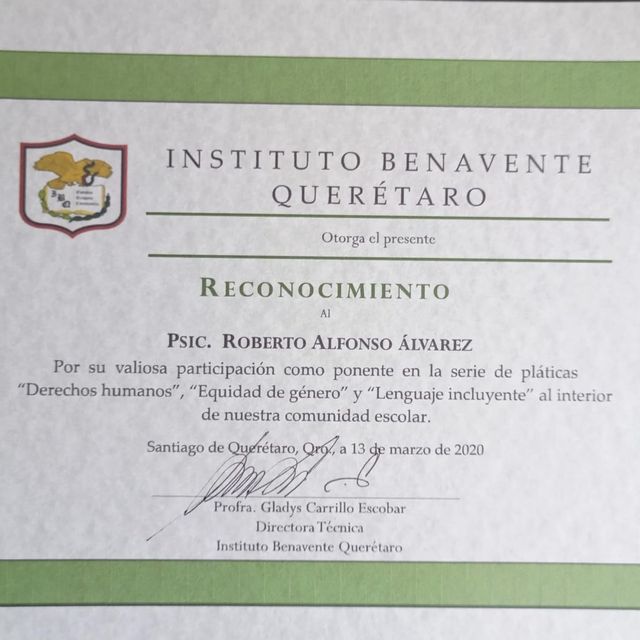 INSTITUTO BENAVENTE
QUERÉTARO
Otorga el presente
RECONOCIMIENTO
Al
PSIC. ROBERTO ALFONSO ÁLVAREZ
Por su valiosa participación como ponente en la serie de pláticas
“Derechos humanos”, “Equidad de género” y “Lenguaje incluyente” al interior
de nuestra comunidad escolar.
Santiago de Querétaro, Qro., a 13 de marzo de 2020
Profra. Gladys Carrillo Escobar
Directora Técnica
Instituto Benavente Querétaro